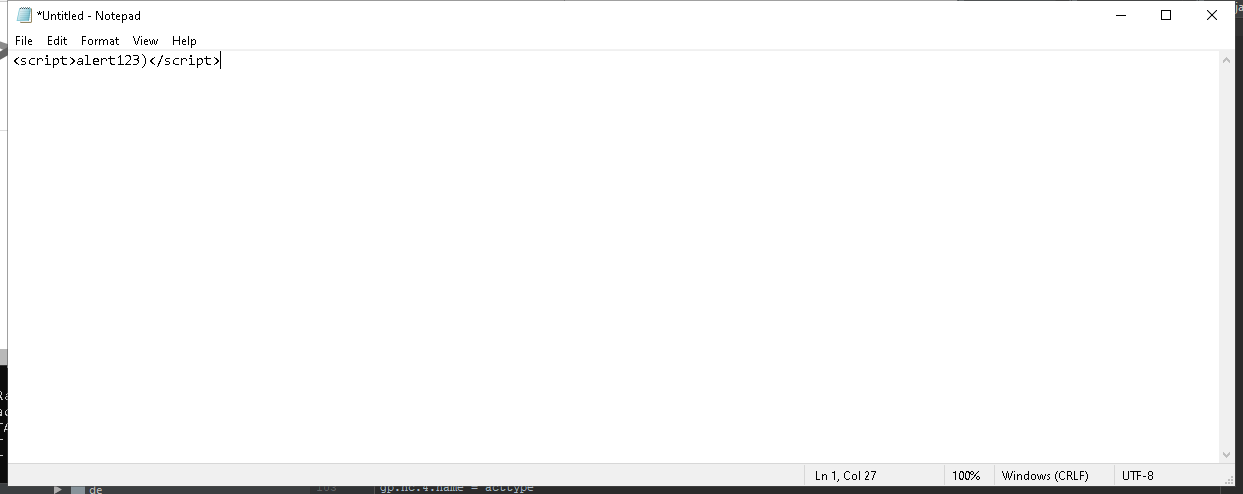 *Untitled - Notepad
File Edit Format View Help
<script>alert123)</script>
Ln 1, Col 27 100% Windows (CRLF) UTF-8
de
gp.nc.4.name = acctype